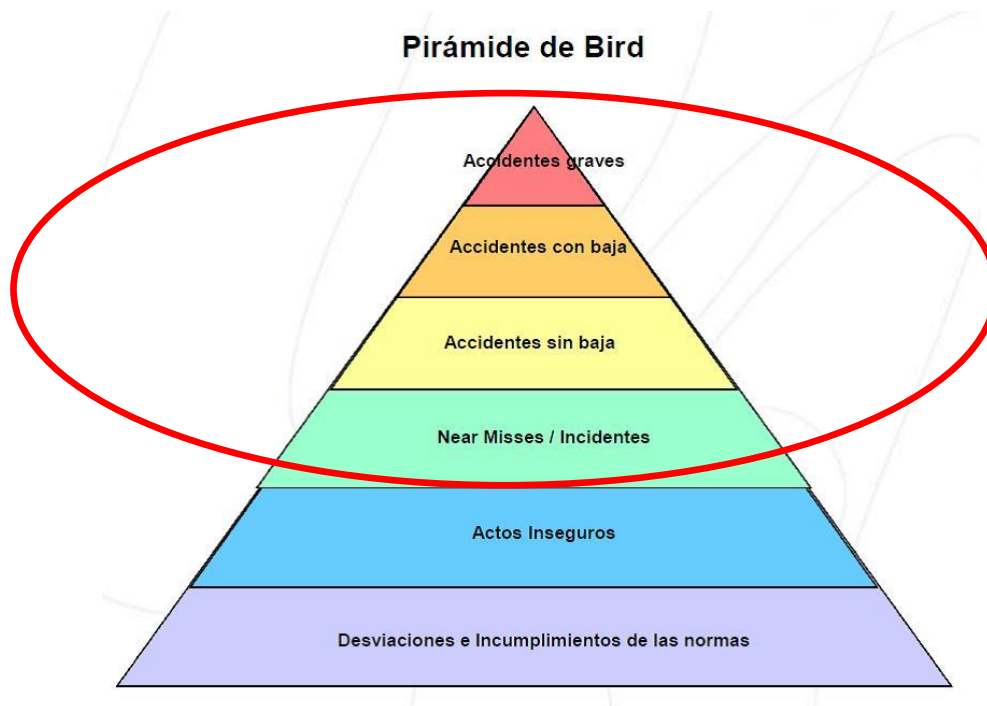 Pirámide de Bird
Accidentes graves
Accidentes con baja
Accidentes sin baja
Near Misses / Incidentes
Actos Inseguros
Desviaciones e Incumplimientos de las normas